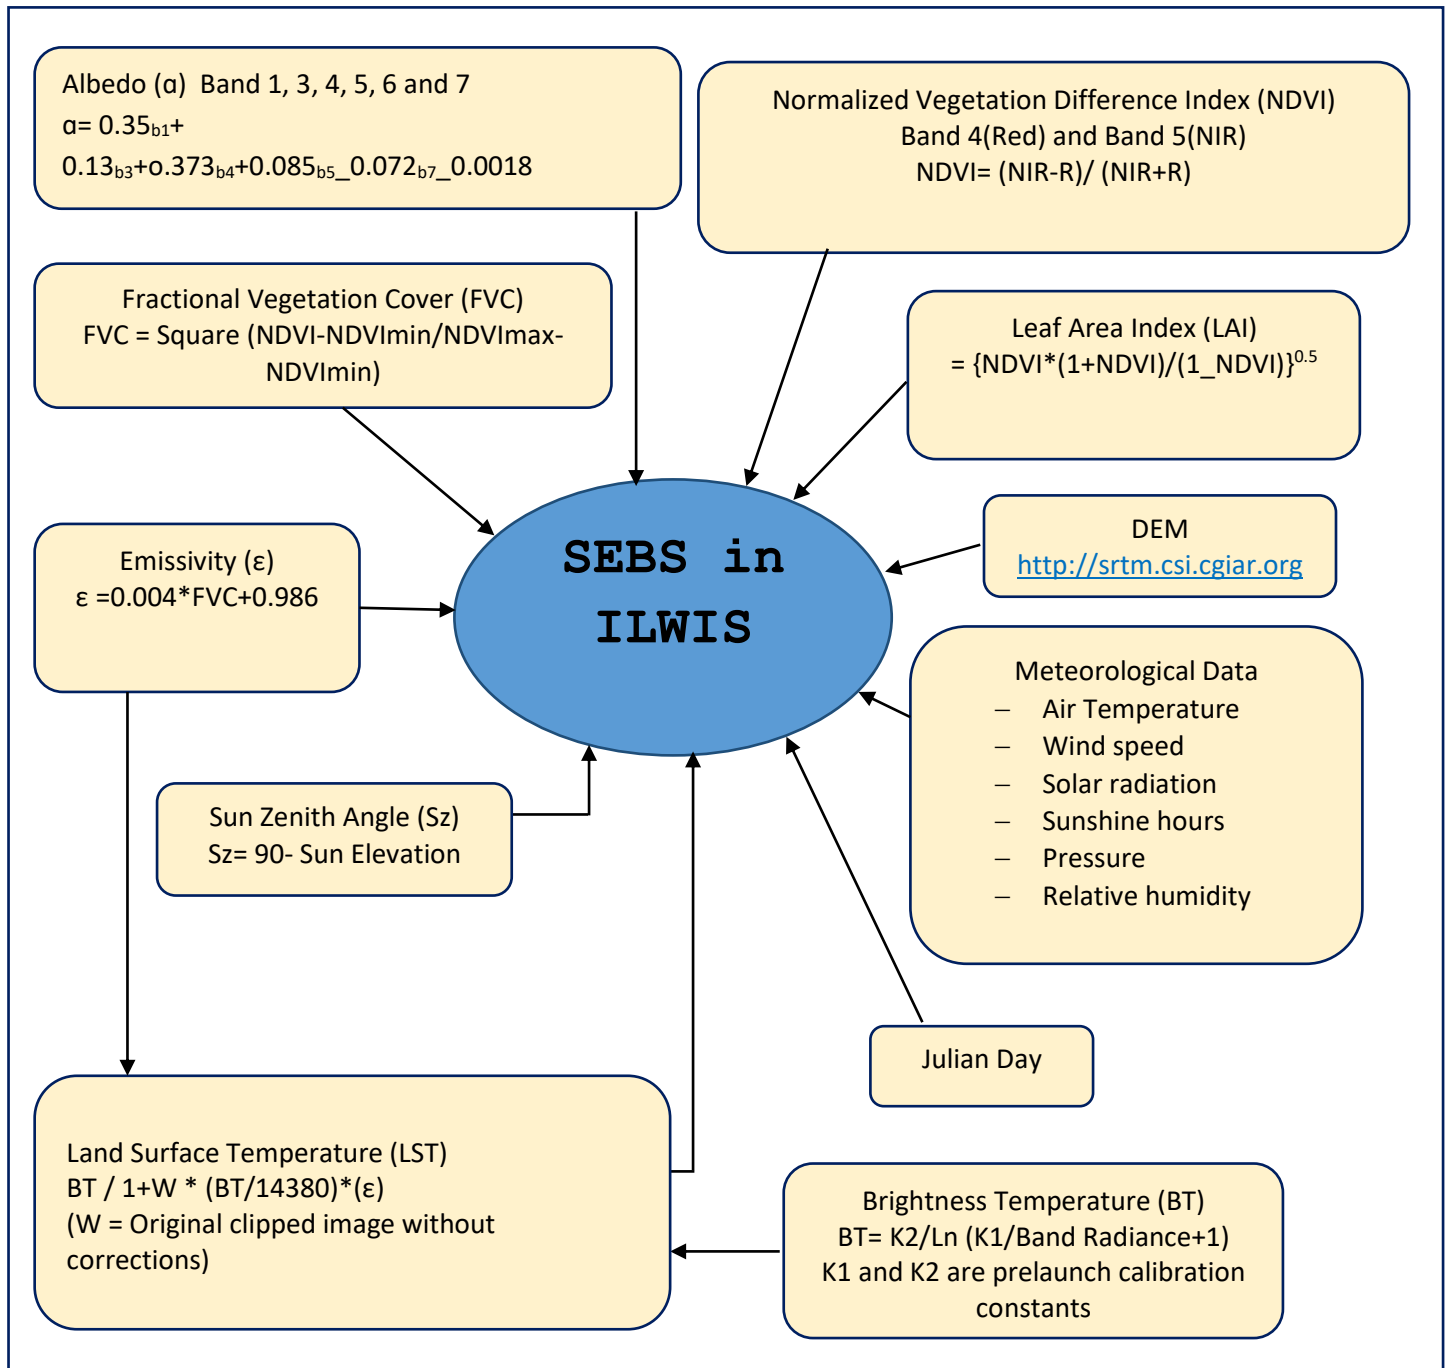 Albedo (ɑ)  Band 1, 3, 4, 5, 6 and 7
ɑ= 0.35b1+
0.13b3+o.373b4+0.085b5_0.072b7_0.0018
Normalized Vegetation Difference Index (NDVI)
Band 4(Red) and Band 5(NIR)
NDVI= (NIR-R)/ (NIR+R)
Fractional Vegetation Cover (FVC)
FVC = Square (NDVI-NDVImin/NDVImax-
NDVImin)
Leaf Area Index (LAI)
= {NDVI*(1+NDVI)/(1_NDVI)}^0.5
SEBS in
ILWIS
DEM
http://srtm.csi.cgiar.org
Emissivity (ε)
ε =0.004*FVC+0.986
Meteorological Data
– Air Temperature
– Wind speed
– Solar radiation
– Sunshine hours
– Pressure
– Relative humidity
Sun Zenith Angle (Sz)
Sz= 90- Sun Elevation
Julian Day
Land Surface Temperature (LST)
BT / 1+W * (BT/14380)*(ε)
(W = Original clipped image without
corrections)
Brightness Temperature (BT)
BT= K2/Ln (K1/Band Radiance+1)
K1 and K2 are prelaunch calibration
constants